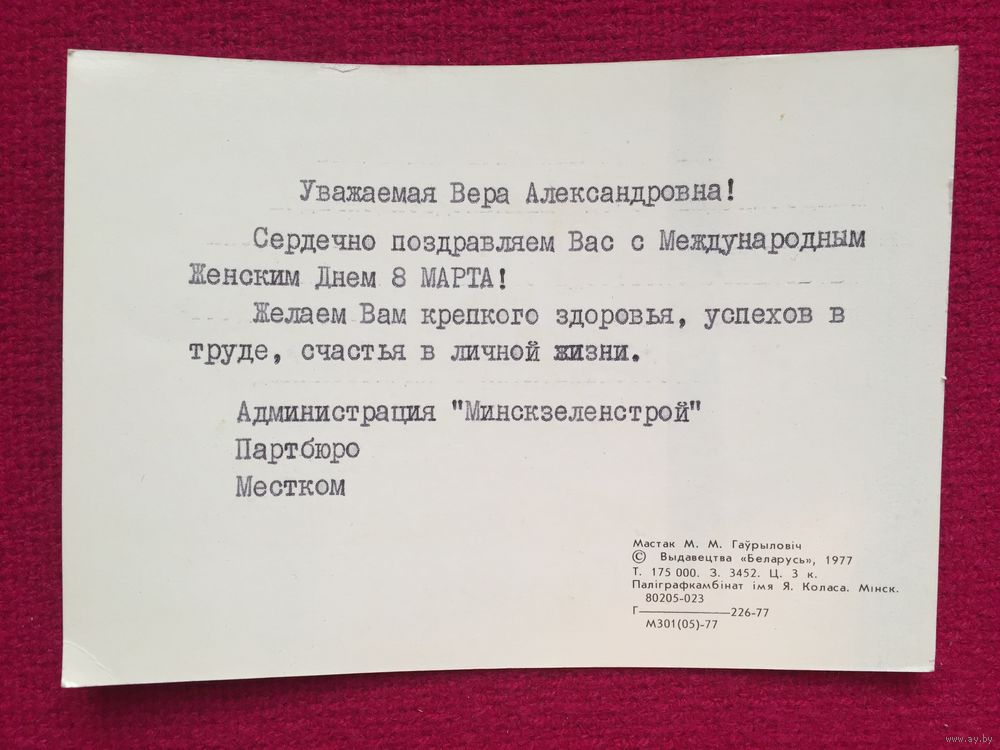 Уважаемая Вера Александровна!
Сердечно поздравляем Вас с Международным
Женским Днем 8 МАРТА!
Желаем Вам крепкого здоровья, успехов в
труде, счастья в личной жизни.
Администрация "Минскзеленстрой"
Партбюро
Местком
Мастак М. М. Гаўрыловіч
© Выдавецтва «Беларусь», 1977
Т. 175 000. З. 3452. Ц. 3 к.
Паліграфкамбінат імя Я. Коласа. Мінск.
80205-023
Г—————226-77
М301(05)-77
www.ay.by